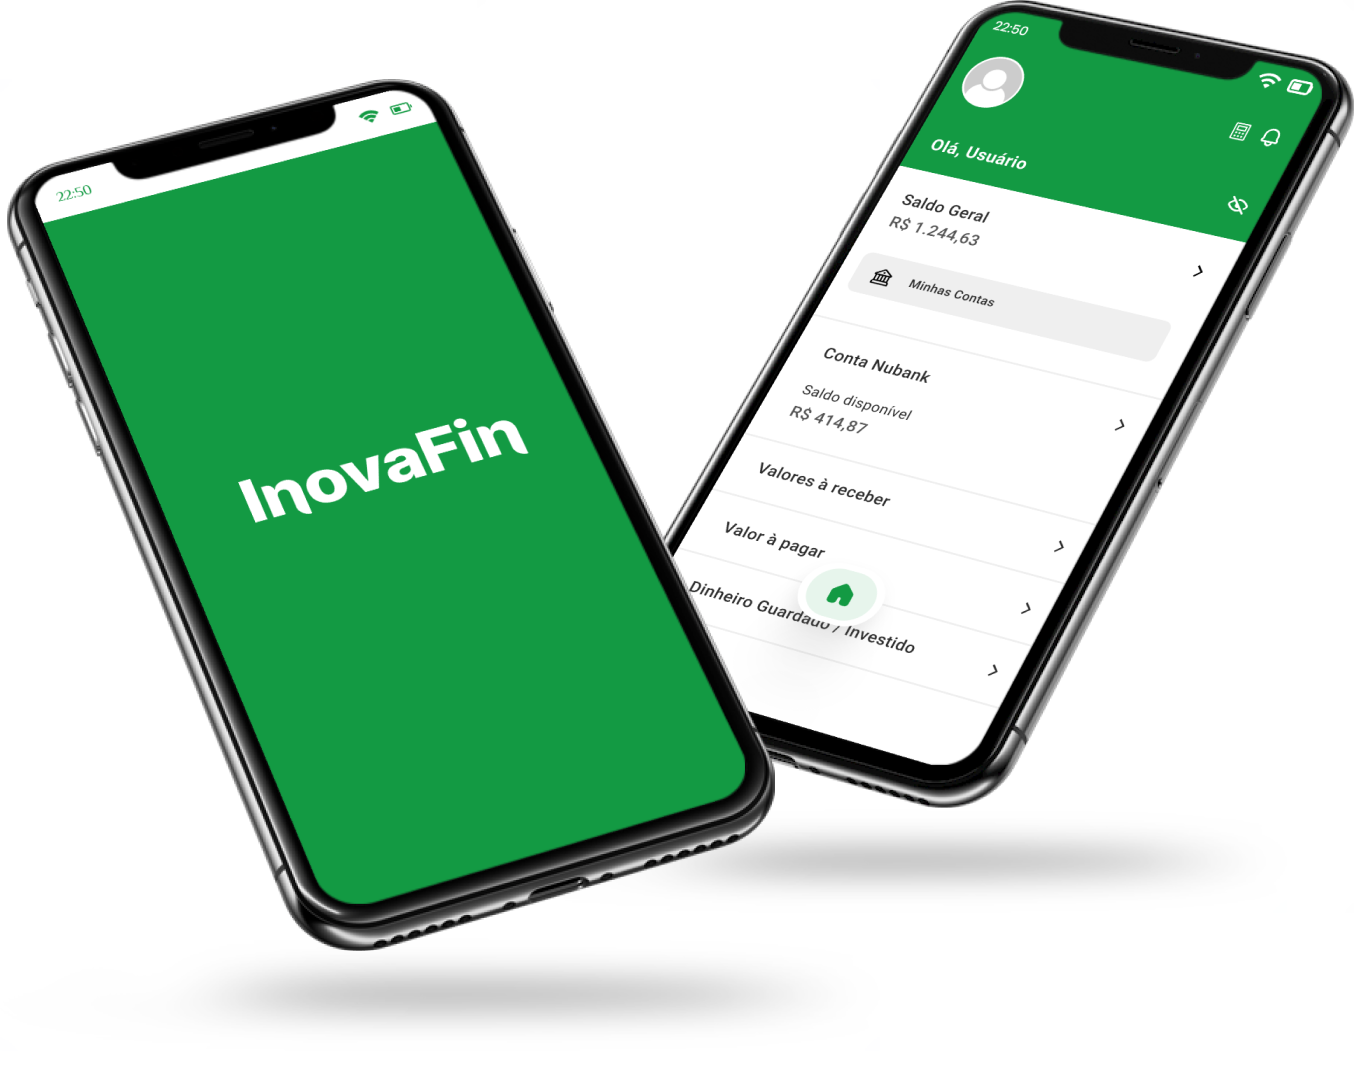 22:50
InovaFin
22:50
Olá, Usuário
Saldo Geral
R$ 1.244,63
Minhas Contas
Conta Nubank
Saldo disponível
R$ 414,87
Valores à receber
Valor à pagar
Dinheiro Guardado / Investido